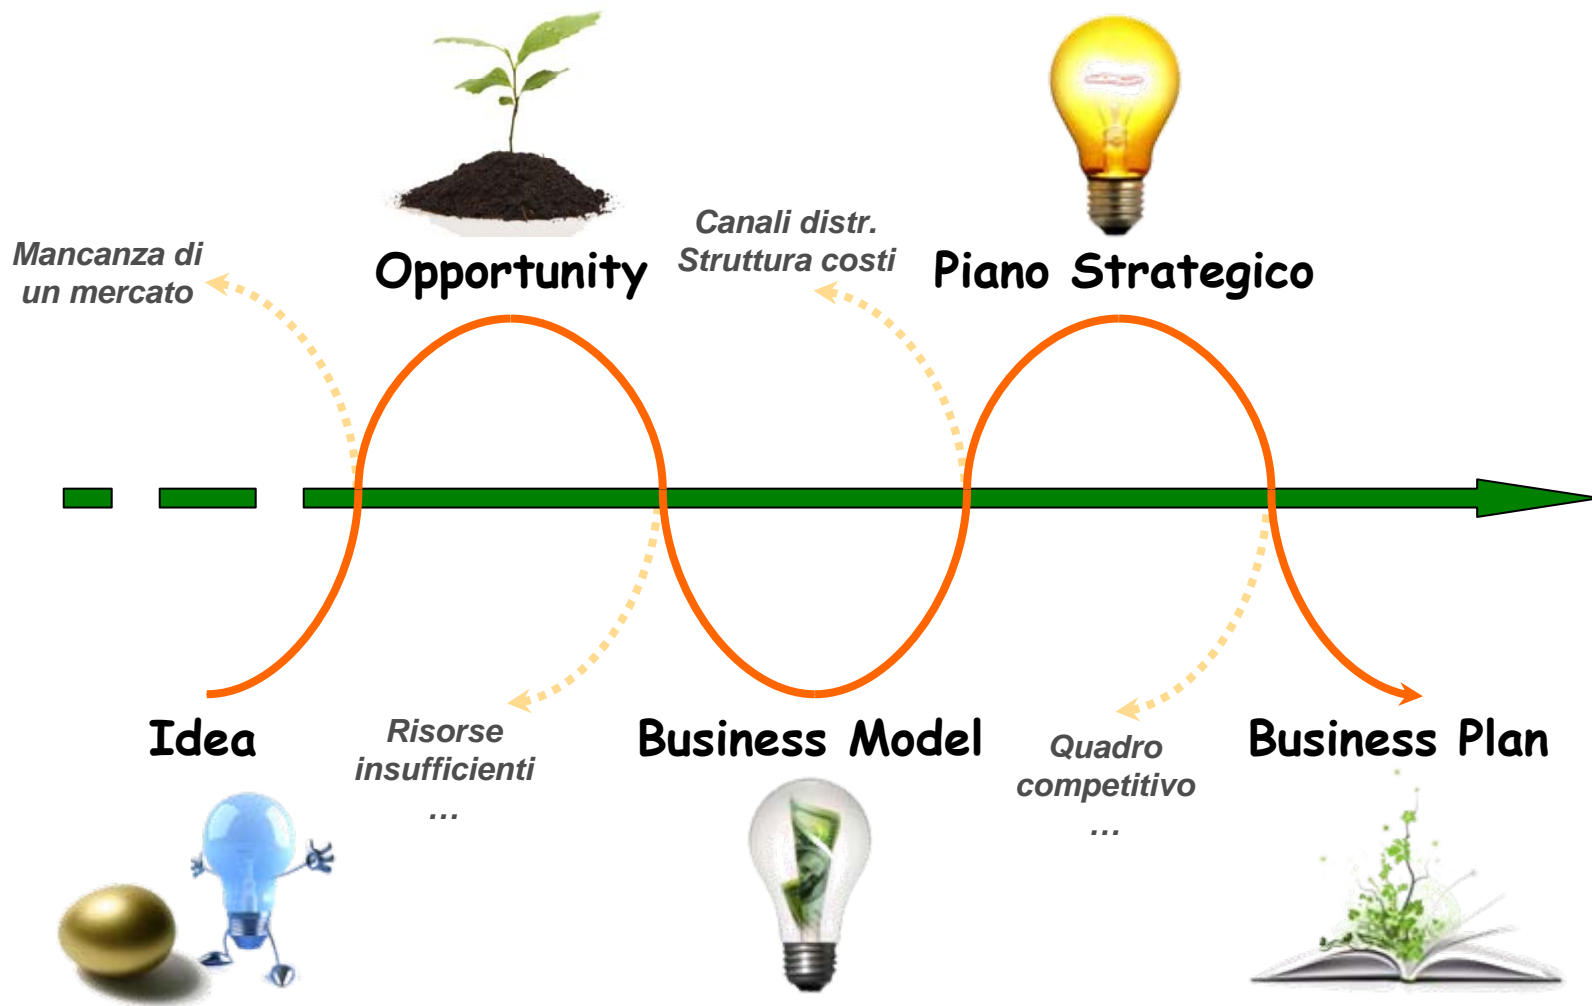 Mancanza di
un mercato
Opportunity
Canali distr.
Struttura costi
Piano Strategico
Idea
Risorse
insufficienti
...
Business Model
Quadro
competitivo
...
Business Plan